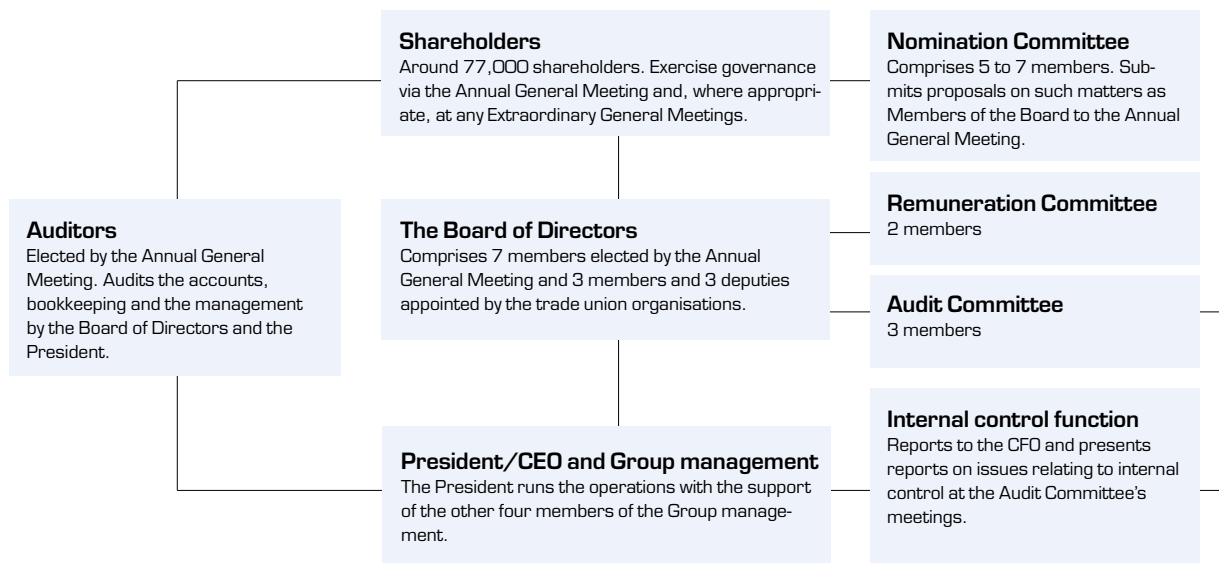 Shareholders
Around 77,000 shareholders. Exercise governance
via the Annual General Meeting and, where appropri-
ate, at any Extraordinary General Meetings.
Nomination Committee
Comprises 5 to 7 members. Sub-
mits proposals on such matters as
Members of the Board to the Annual
General Meeting.
Auditors
Elected by the Annual General
Meeting. Audits the accounts,
bookkeeping and the management
by the Board of Directors and the
President.
The Board of Directors
Comprises 7 members elected by the Annual
General Meeting and 3 members and 3 deputies
appointed by the trade union organisations.
Remuneration Committee
2 members
Audit Committee
3 members
President/CEO and Group management
The President runs the operations with the support
of the other four members of the Group manage-
ment.
Internal control function
Reports to the CFO and presents
reports on issues relating to internal
control at the Audit Committee's
meetings.